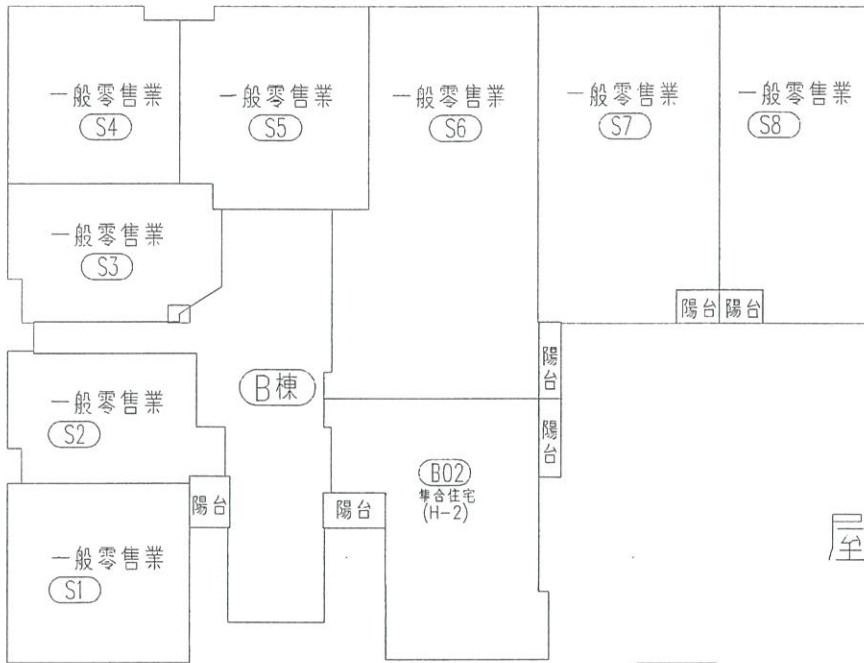 一般零售業
S4
一般零售業
S5
一般零售業
S6
一般零售業
S7
一般零售業
S8
一般零售業
S3
陽台
陽台
陽台
B棟
一般零售業
S2
陽台
B02
集合住宅
(H-2)
陽台
陽台
一般零售業
S1